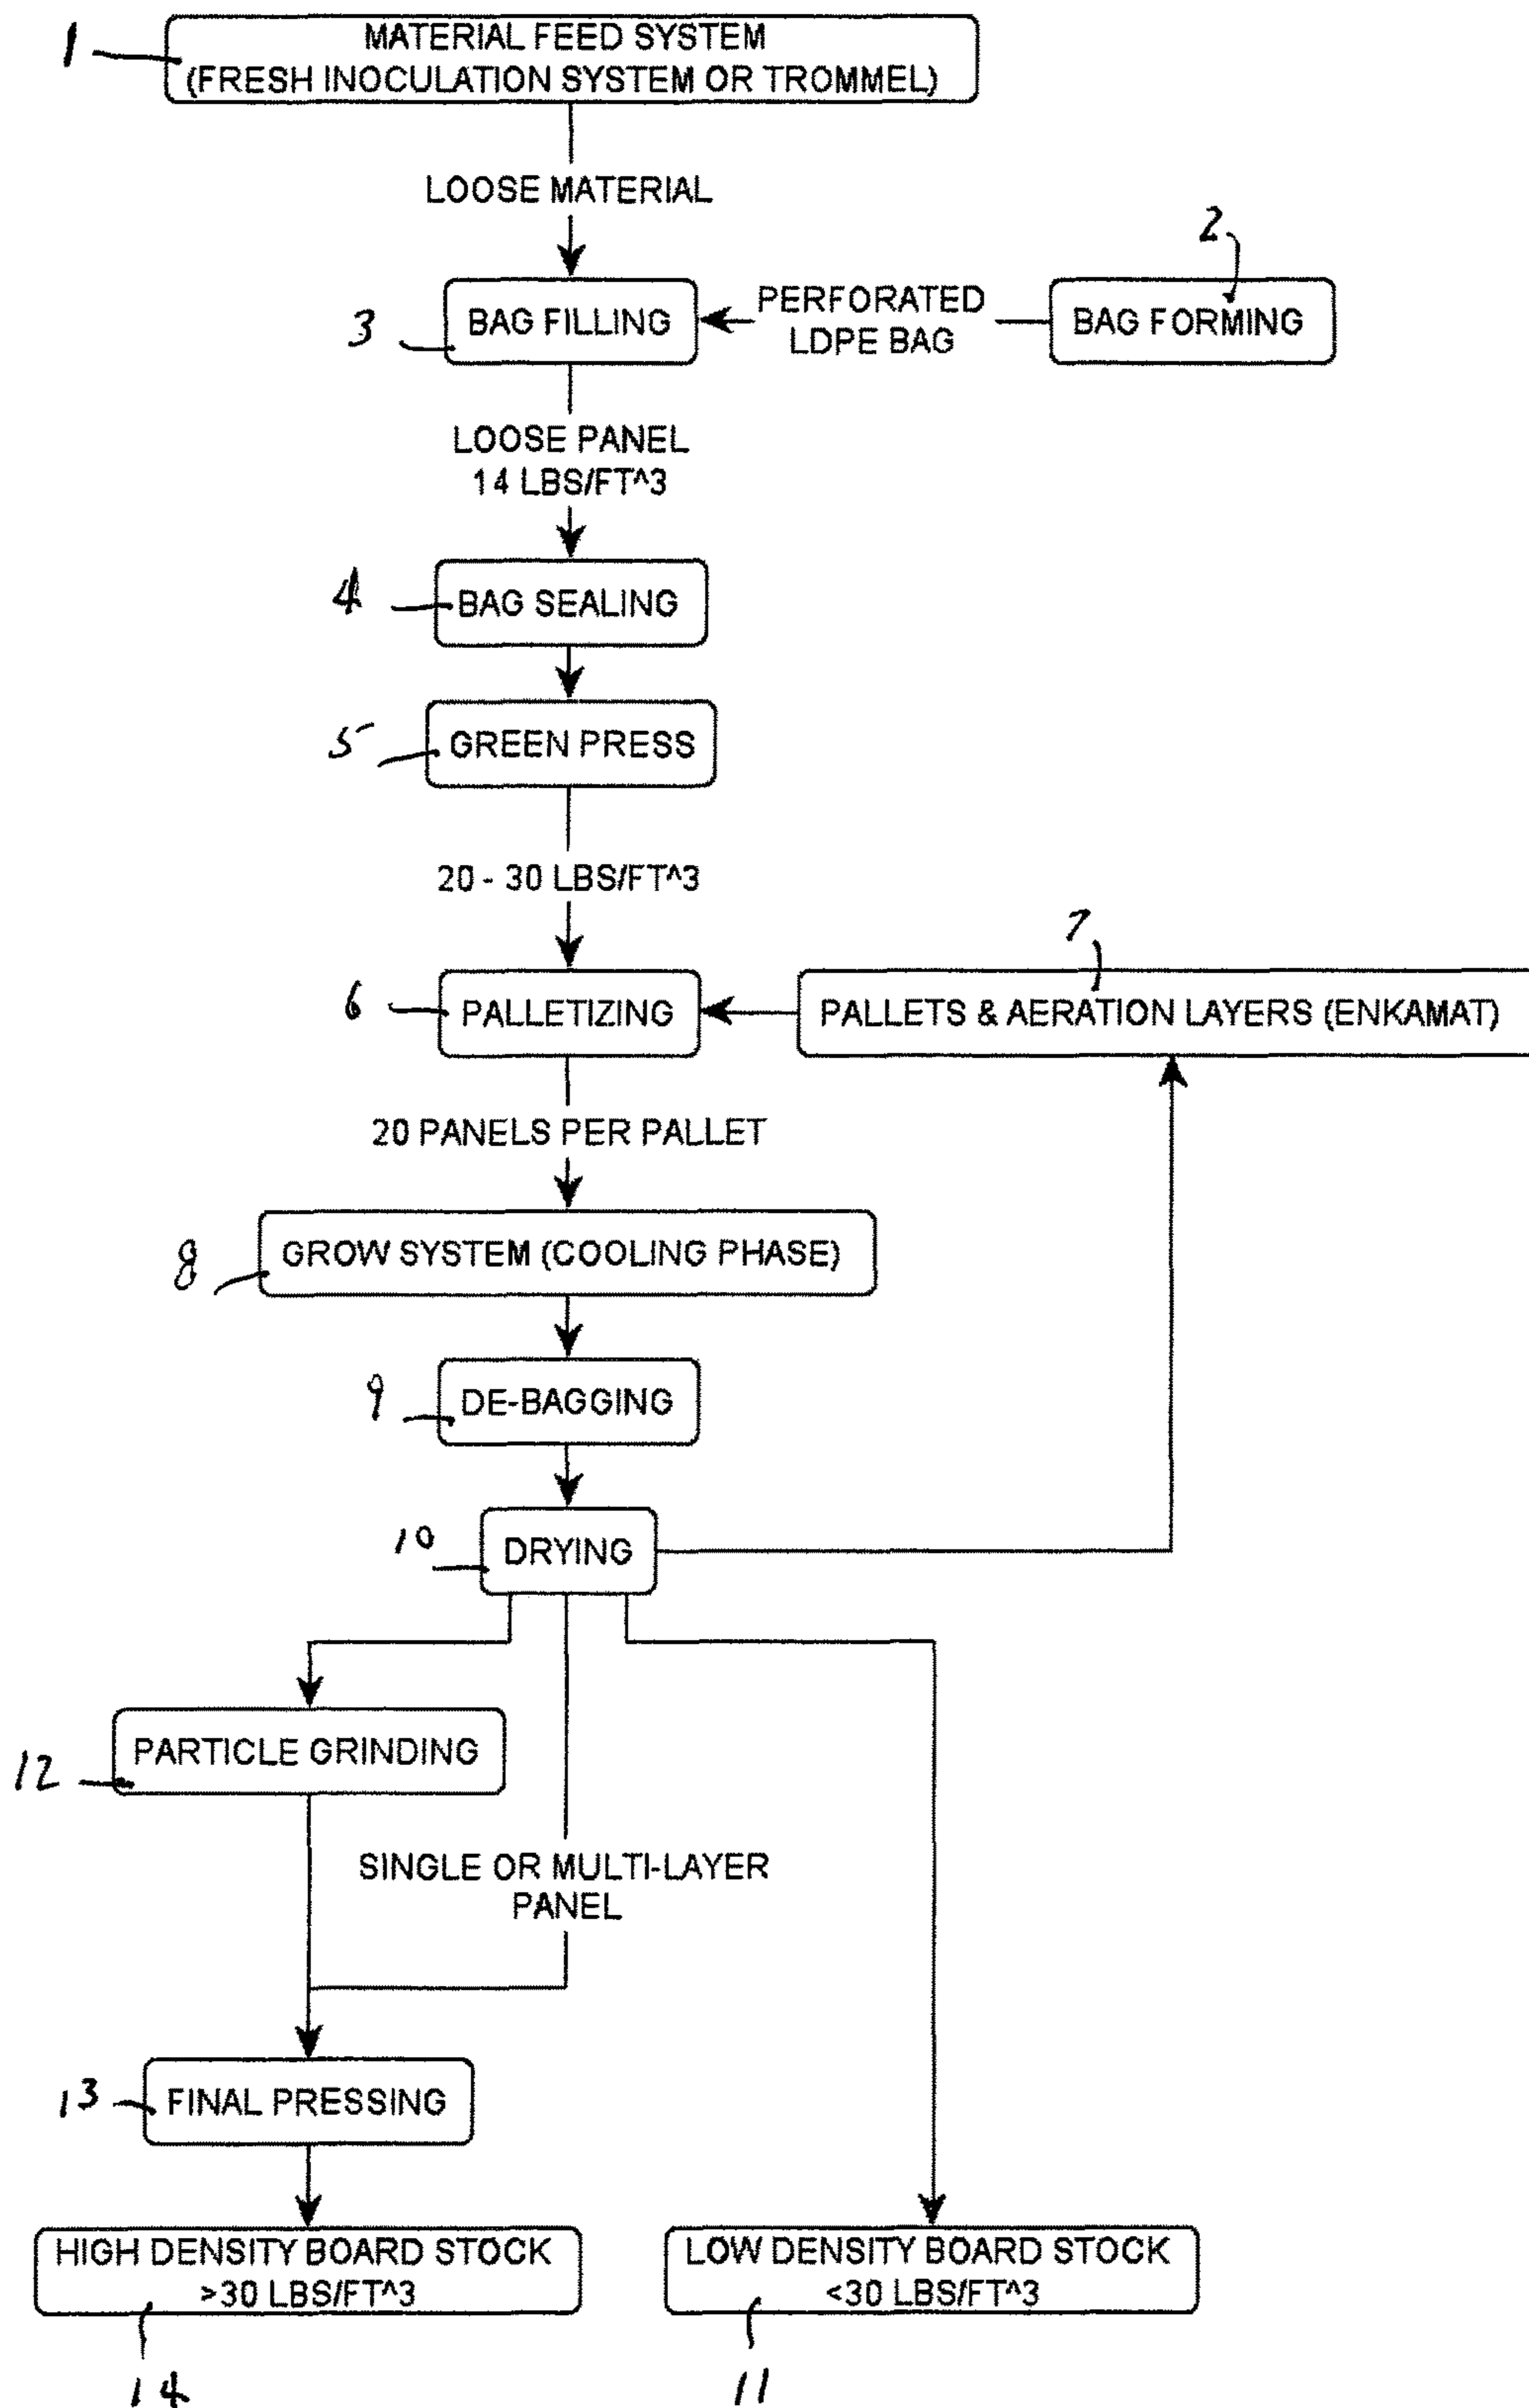 1
MATERIAL FEED SYSTEM
(FRESH INOCULATION SYSTEM OR TROMMEL)
LOOSE MATERIAL
2
3
BAG FILLING
PERFORATED
LDPE BAG
BAG FORMING
LOOSE PANEL
14 LBS/FT^3
4
BAG SEALING
5
GREEN PRESS
20 - 30 LBS/FT^3
7
6
PALLETIZING
PALLETS & AERATION LAYERS (ENKAMAT)
20 PANELS PER PALLET
8
GROW SYSTEM (COOLING PHASE)
9
DE-BAGGING
10
DRYING
12
PARTICLE GRINDING
SINGLE OR MULTI-LAYER
PANEL
13
FINAL PRESSING
HIGH DENSITY BOARD STOCK
>30 LBS/FT^3
LOW DENSITY BOARD STOCK
<30 LBS/FT^3
14
11